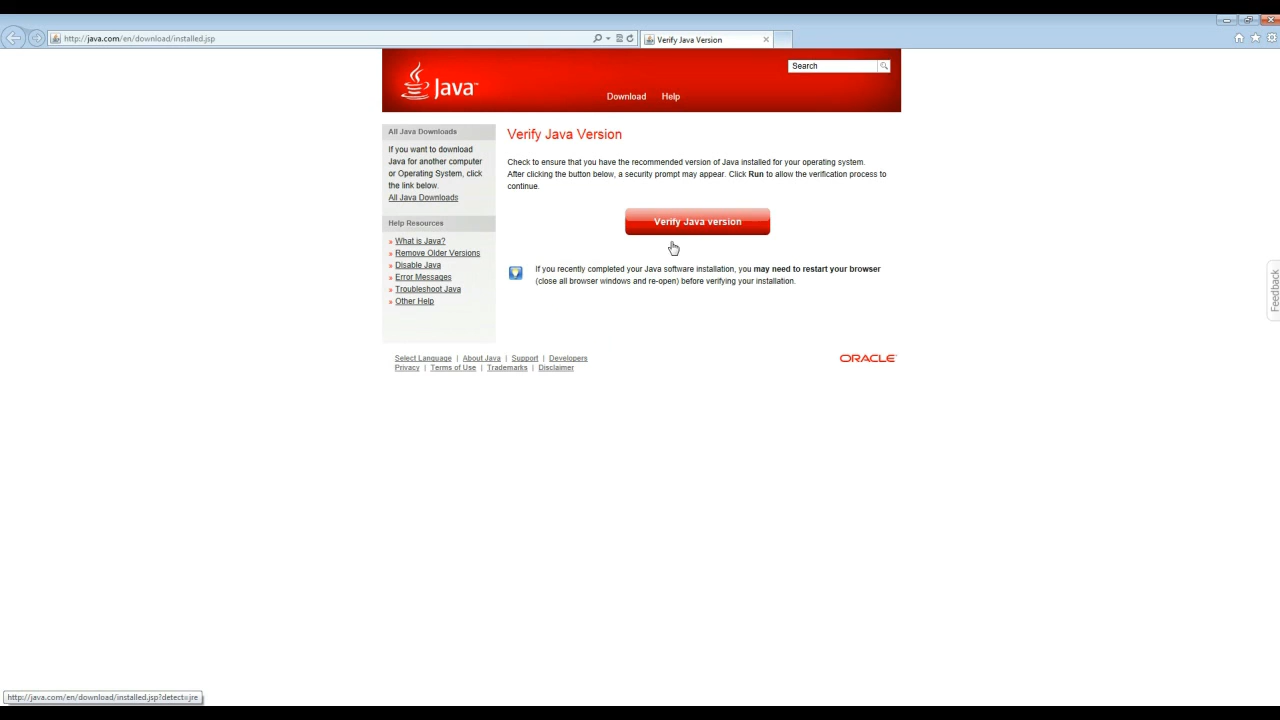 http://java.com/en/download/installed.jsp
Verify Java Version
Java™
Search
Download Help
All Java Downloads
If you want to download
Java for another computer
or Operating System, click
the link below.
All Java Downloads
Help Resources
» What is Java?
» Remove Older Versions
» Disable Java
» Error Messages
» Troubleshoot Java
» Other Help
Verify Java Version
Check to ensure that you have the recommended version of Java installed for your operating system.
After clicking the button below, a security prompt may appear. Click Run to allow the verification process to
continue.
Verify Java version
If you recently completed your Java software installation, you may need to restart your browser
(close all browser windows and re-open) before verifying your installation.
Select Language | About Java | Support | Developers
Privacy | Terms of Use | Trademarks | Disclaimer
ORACLE
Feedback
http://java.com/en/download/installed.jsp?detect=jre